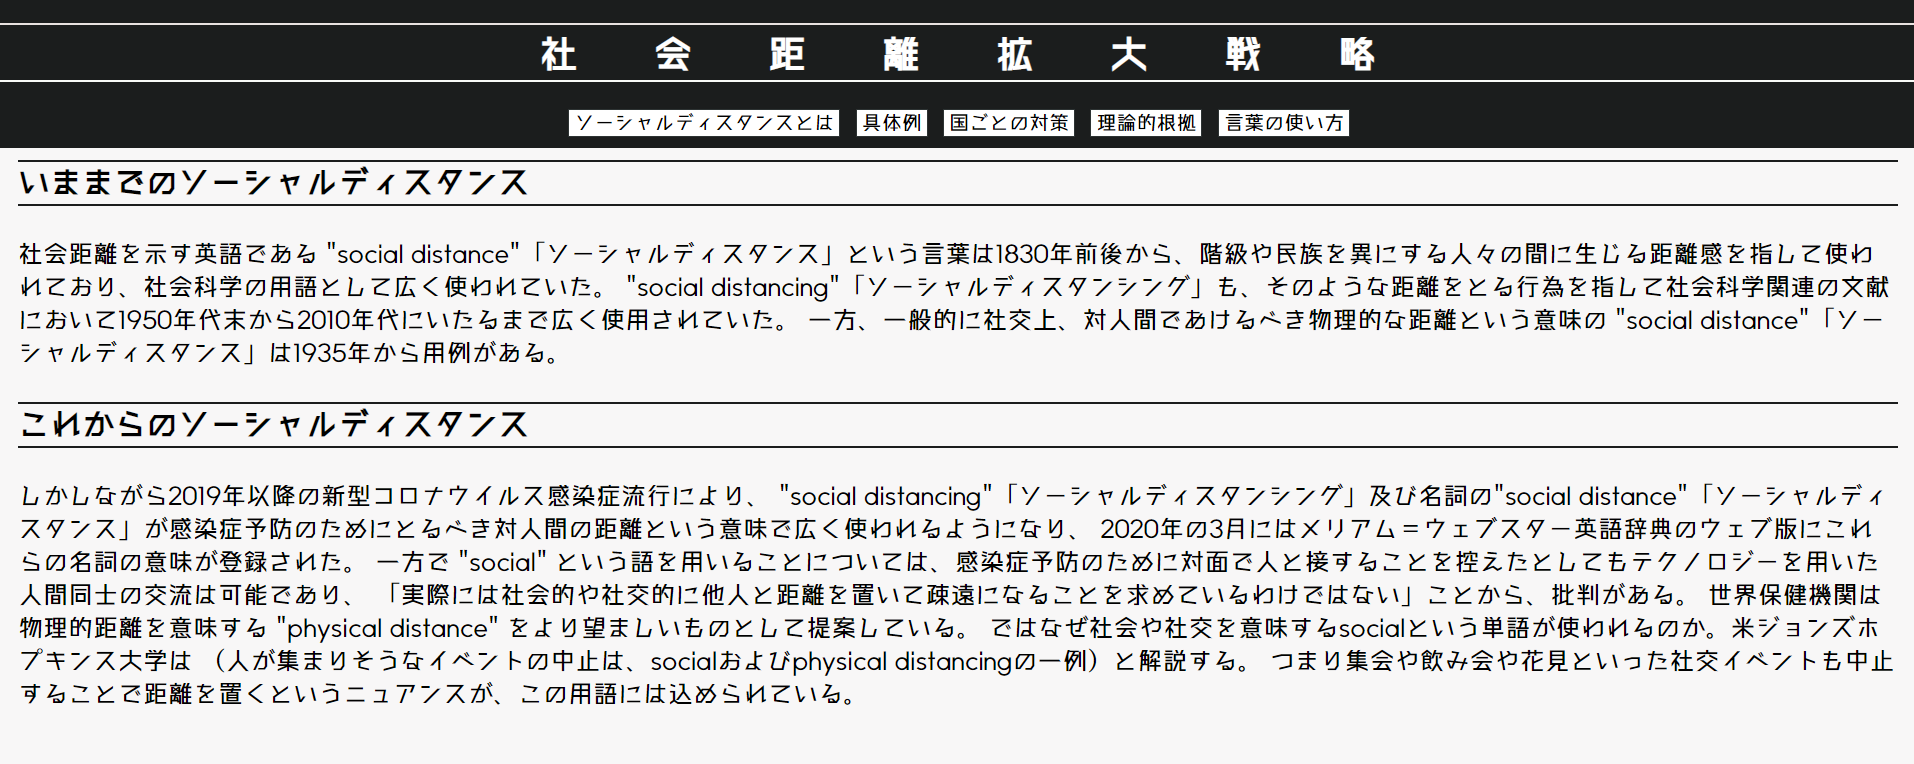 社会距離拡大戦略
ソーシャルディスタンスとは 具体例 国ごとの対策 理論的根拠 言葉の使い方
いままでのソーシャルディスタンス
社会距離を示す英語である "social distance"「ソーシャルディスタンス」という言葉は1830年前後から、階級や民族を異にする人々の間に生じる距離感を指して使わ
れており、社会科学の用語として広く使われていた。 "social distancing"「ソーシャルディスタンシング」も、そのような距離をとる行為を指して社会科学関連の文献
において1950年代末から2010年代にいたるまで広く使用されていた。 一方、一般的に社交上、対人間であけるべき物理的な距離という意味の "social distance"「ソー
シャルディスタンス」は1935年から用例がある。
これからのソーシャルディスタンス
しかしながら2019年以降の新型コロナウイルス感染症流行により、 "social distancing"「ソーシャルディスタンシング」及び名詞の"social distance"「ソーシャルディ
スタンス」が感染症予防のためにとるべき対人間の距離という意味で広く使われるようになり、 2020年の3月にはメリアム＝ウェブスター英語辞典のウェブ版にこれ
らの名詞の意味が登録された。 一方で "social" という語を用いることについては、感染症予防のために対面で人と接することを控えたとしてもテクノロジーを用いた
人間同士の交流は可能であり、 「実際には社会的や社交的に他人と距離を置いて疎遠になることを求めているわけではない」ことから、批判がある。 世界保健機関は
物理的距離を意味する "physical distance" をより望ましいものとして提案している。 ではなぜ社会や社交を意味するsocialという単語が使われるのか。米ジョンズホ
プキンス大学は （人が集まりそうなイベントの中止は、socialおよびphysical distancingの一例）と解説する。 つまり集会や飲み会や花見といった社交イベントも中止
することで距離を置くというニュアンスが、この用語には込められている。